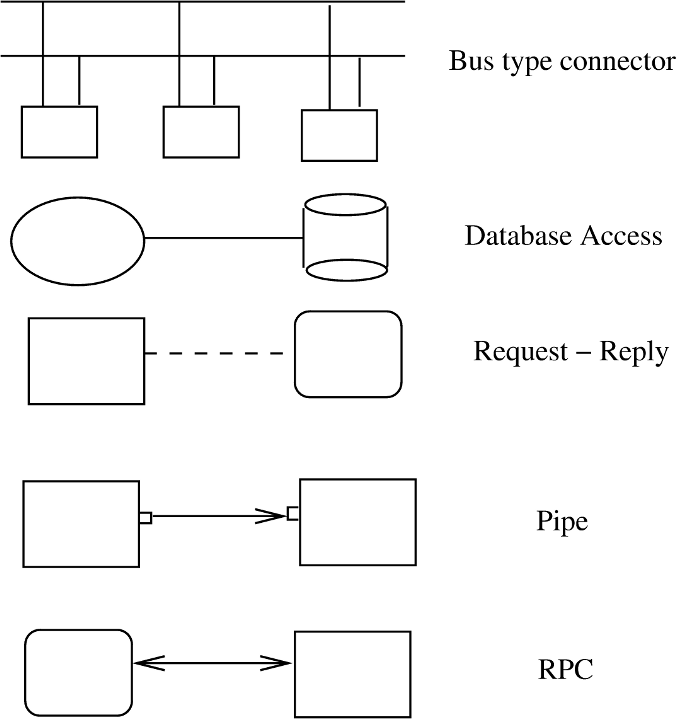 Bus type connector
Database Access
Request − Reply
Pipe
RPC